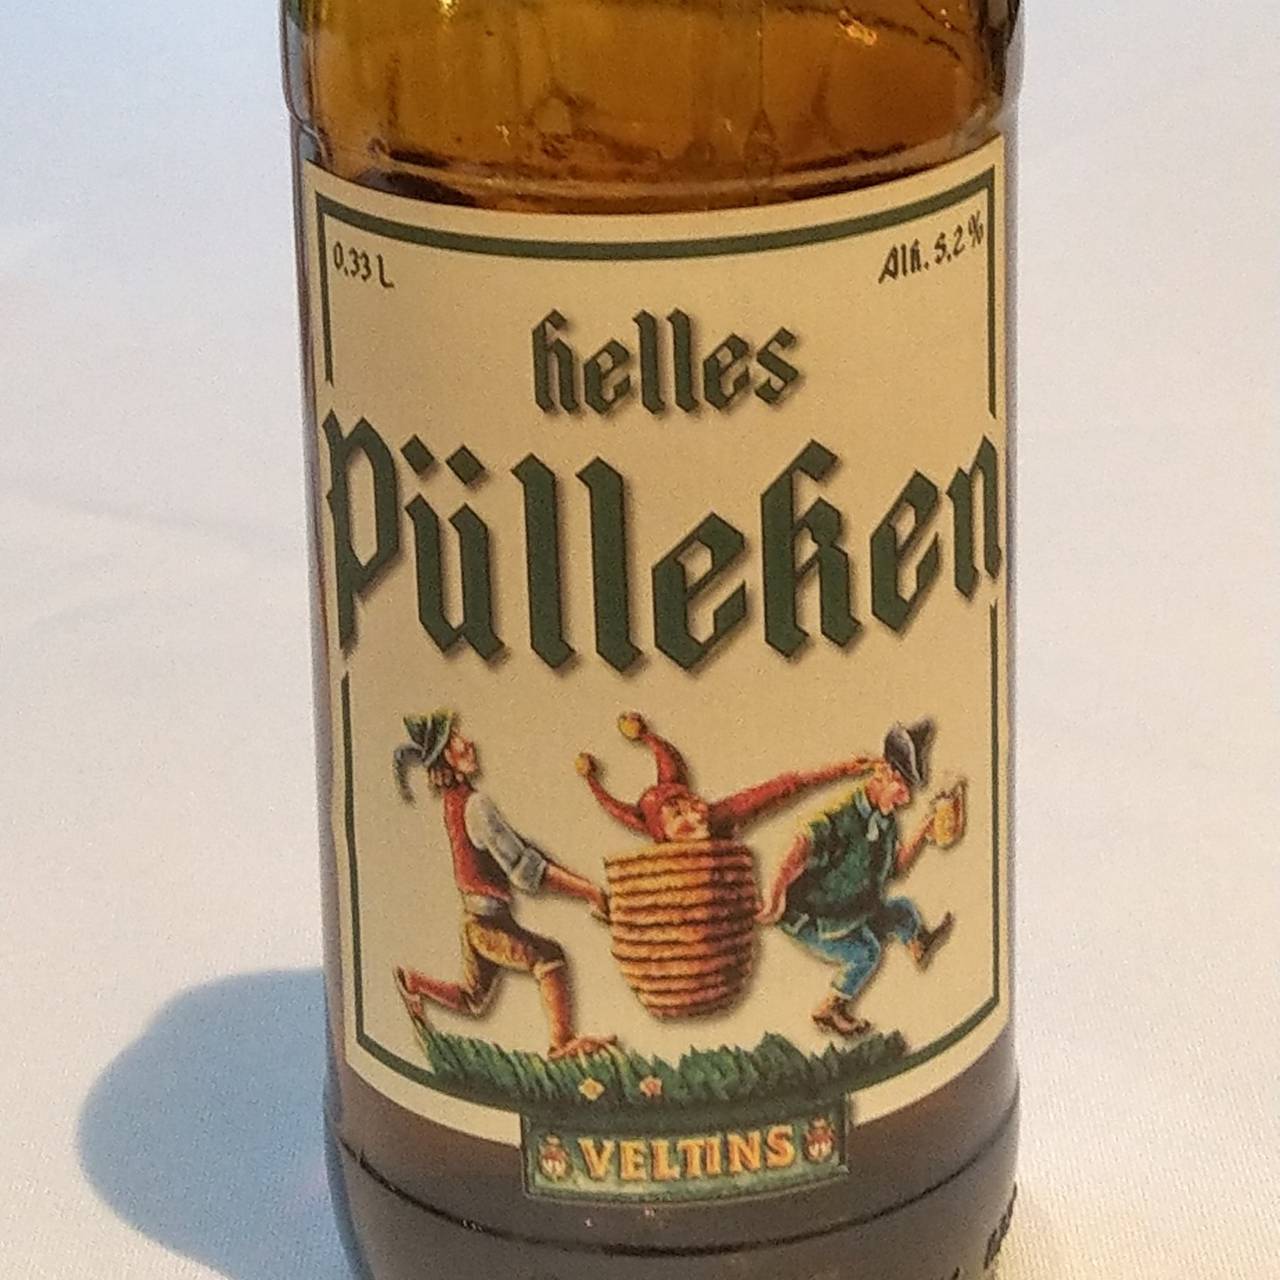 0.33 L
Alk. 5.2%
helles
Pülleken
VELTINS